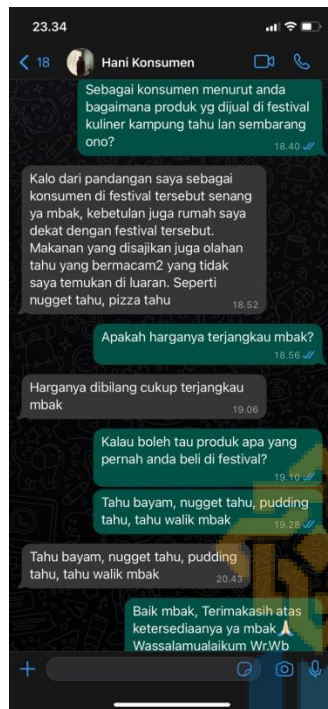 23.34
18
Hani Konsumen
Sebagai konsumen menurut anda
bagaimana produk yg dijual di festival
kuliner kampung tahu lan sembarang
ono?
18.40
Kalo dari pandangan saya sebagai
konsumen di festival tersebut senang
ya mbak, kebetulan juga rumah saya
dekat dengan festival tersebut.
Makanan yang disajikan juga olahan
tahu yang bermacam2 yang tidak
saya temukan di luaran. Seperti
nugget tahu, pizza tahu
18.52
Apakah harganya terjangkau mbak?
18.56
Harganya dibilang cukup terjangkau
mbak
19.06
Kalau boleh tau produk apa yang
pernah anda beli di festival?
19.10
Tahu bayam, nugget tahu, pudding
tahu, tahu walik mbak
19.28
Tahu bayam, nugget tahu, pudding
tahu, tahu walik mbak
20.43
Baik mbak, Terimakasih atas
ketersediaanya ya mbak🙏
Wassalamualaikum Wr.Wb